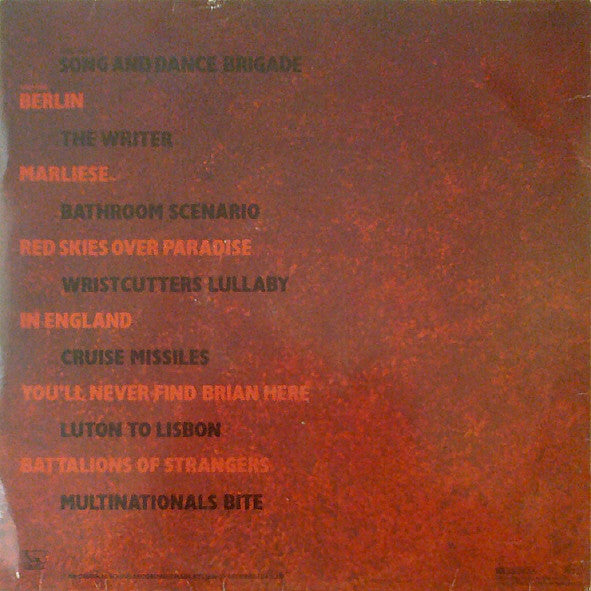 SONG AND DANCE BRIGADE
BERLIN
THE WRITER
MARLIESE
BATHROOM SCENARIO
RED SKIES OVER PARADISE
WRISTCUTTERS LULLABY
IN ENGLAND
CRUISE MISSILES
YOU'LL NEVER FIND BRIAN HERE
LUTON TO LISBON
BATTALIONS OF STRANGERS
MULTINATIONALS BITE